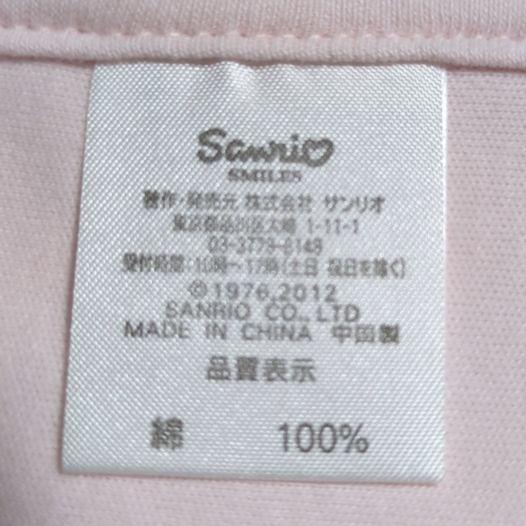 Sanrio
SMILES
著作・発売元 株式会社 サンリオ
東京都品川区大崎 1-11-1
03-3779-8148
受付時間:10時~17時(土日 祝日を除く)
©1976,2012
SANRIO CO., LTD
MADE IN CHINA 中国製
品質表示
綿 100%